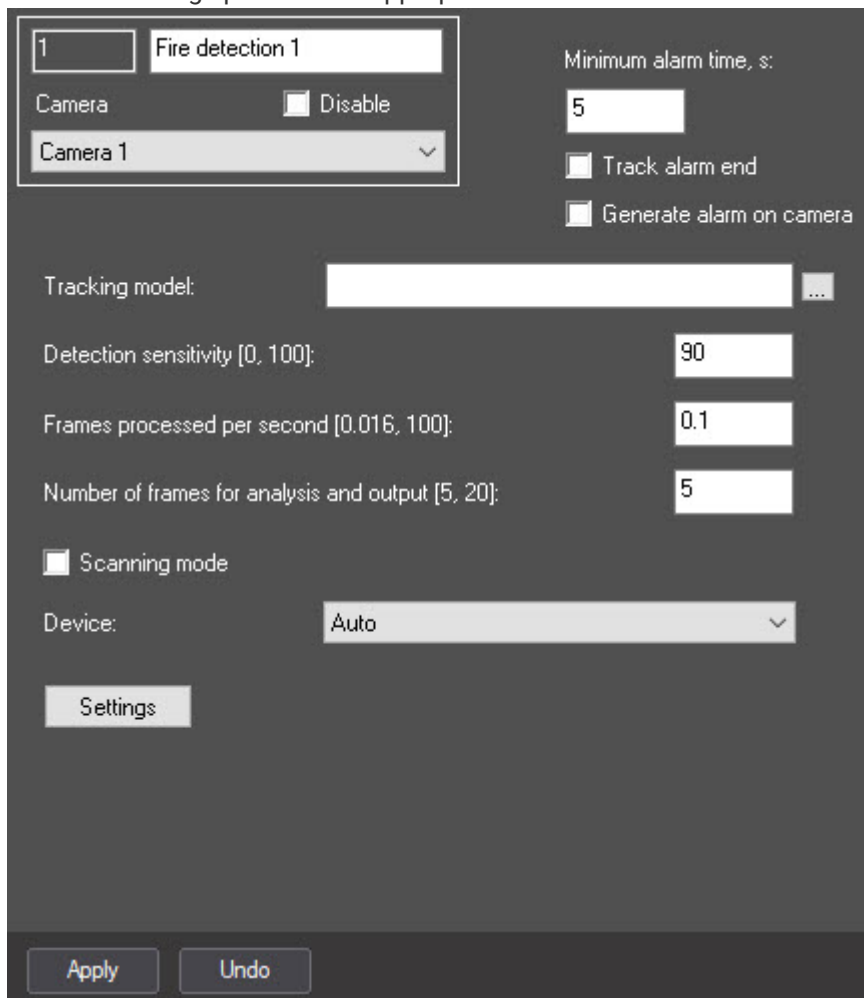 1
Fire detection 1
Camera
Disable
Camera 1
Minimum alarm time, s:
5
Track alarm end
Generate alarm on camera
Tracking model:
...
Detection sensitivity [0, 100]:
90
Frames processed per second [0.016, 100]:
0.1
Number of frames for analysis and output [5, 20]:
5
Scanning mode
Device:
Auto
Settings
Apply
Undo